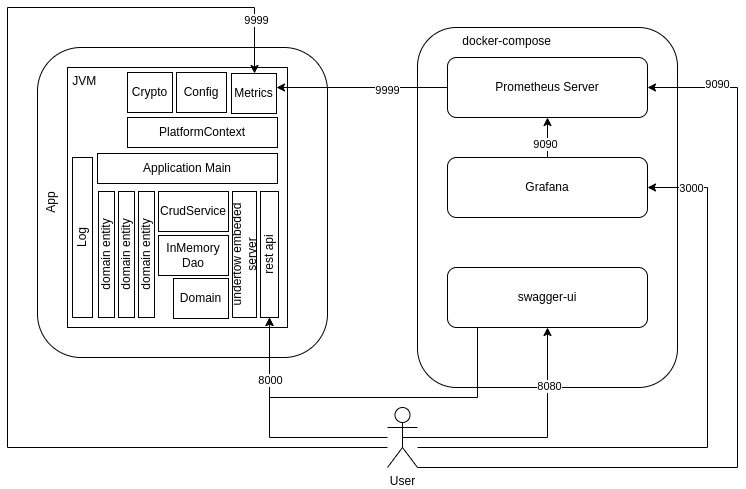 9999
docker-compose
JVM
Crypto
Config
Metrics
9999
Prometheus Server
9090
PlatformContext
9090
Application Main
App
Log
domain entity
domain entity
domain entity
CrudService
InMemory
Dao
Domain
undertow embeded
server
rest api
Grafana
3000
swagger-ui
8000
8080
User